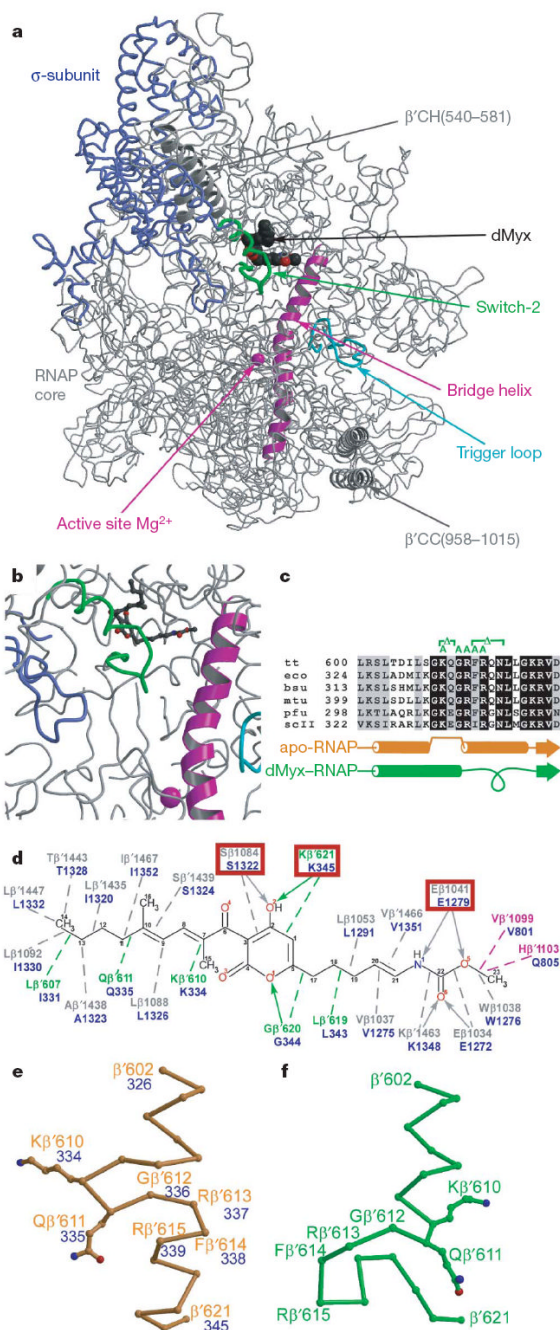 a
σ-subunit
β′CH(540–581)
dMyx
Switch-2
RNAP
core
Bridge helix
Trigger loop
Active site Mg2+
β′CC(958–1015)
b
c
tt 600 LRSLTDILSGKQGRFRQNLLGKRVD
eco 324 LKSLADMIKGKQGRFRQNLLGKRVD
bsu 313 LKSLSHMLKGKQGRFRQNLLGKRVD
mtu 399 LKSLSDLLKGKQGRFRQNLLGKRVD
apo-RNAP
dMyx–RNAP
d
Tβ′1443
T1328
Iβ′1467
I1352
Sβ1084
S1322
Kβ′621
K345
Lβ′1447
L1332
Lβ′1435
I1320
Sβ′1439
S1324
Eβ1041
E1279
Lβ1053
L1291
Vβ′1466
V1351
Vβ′1099
V801
Hβ′1103
Q805
Lβ1092
I1330
Lβ′607
I331
Aβ′1438
A1323
Qβ′611
Q335
Lβ1088
L1326
Kβ′610
K334
Gβ′620
G344
Lβ′619
L343
Vβ1037
V1275
Kβ′1463
K1348
Eβ1034
E1272
Wβ1038
W1276
e
β′602
326
Kβ′610
334
Gβ′612
336
Rβ′613
337
Qβ′611
335
Rβ′615
339
Fβ′614
338
β′621
345
f
β′602
Kβ′610
Gβ′612
Rβ′613
Fβ′614
Qβ′611
Rβ′615
β′621